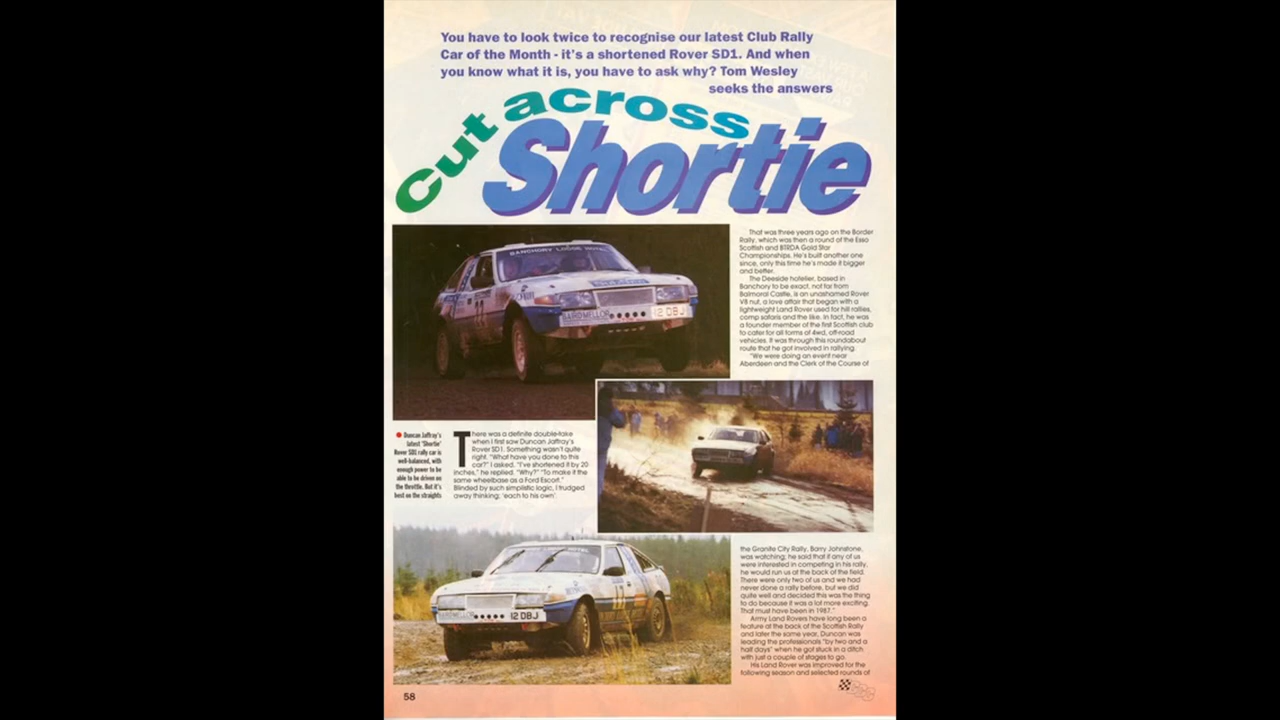 You have to look twice to recognise our latest Club Rally
Car of the Month - it's a shortened Rover SD1. And when
you know what it is, you have to ask why? Tom Wesley
seeks the answers
Cut across
Shortie
BANCHORY LODGE HOTEL
33
BAIRD MELLOR
12 DBJ
That was three years ago on the Border
Rally, which was then a round of the Esso
Scottish and BTRDA Gold Star
Championships. He's built another one
since, only this time he's made it bigger
and better.
The Deeside hotelier, based in
Banchory to be exact, not far from
Balmoral Castle, is an unashamed Rover
V8 nut, a love affair that began with a
lightweight Land Rover used for hill rallies,
comp safaris and the like. In fact, he was
a founder member of the first Scottish club
to cater for all forms of 4wd, off-road
vehicles. It was through this roundabout
route that he got involved in rallying.
"We were doing an event near
Aberdeen and the Clerk of the Course of
Duncan Jaffray's
latest 'Shortie'
Rover SD1 rally car is
well-balanced, with
enough power to be
able to be driven on
the throttle. But it's
best on the straights
There was a definite double-take
when I first saw Duncan Jaffray's
Rover SD1. Something wasn't quite
right. "What have you done to this
car?" I asked. "I've shortened it by 20
inches," he replied. "Why?" "To make it the
same wheelbase as a Ford Escort."
Blinded by such simplistic logic, I trudged
away thinking; 'each to his own'.
BAIRD MELLOR
12 DBJ
11
the Granite City Rally, Barry Johnstone,
was watching; he said that if any of us
were interested in competing in his rally,
he would run us at the back of the field.
There were only two of us and we had
never done a rally before, but we did
quite well and decided this was the thing
to do because it was a lot more exciting.
That must have been in 1987."
Army Land Rovers have long been a
feature at the back of the Scottish Rally
and later the same year, Duncan was
leading the professionals "by two and a
half days" when he got stuck in a ditch
with just a couple of stages to go.
His Land Rover was improved for the
following season and selected rounds of
58